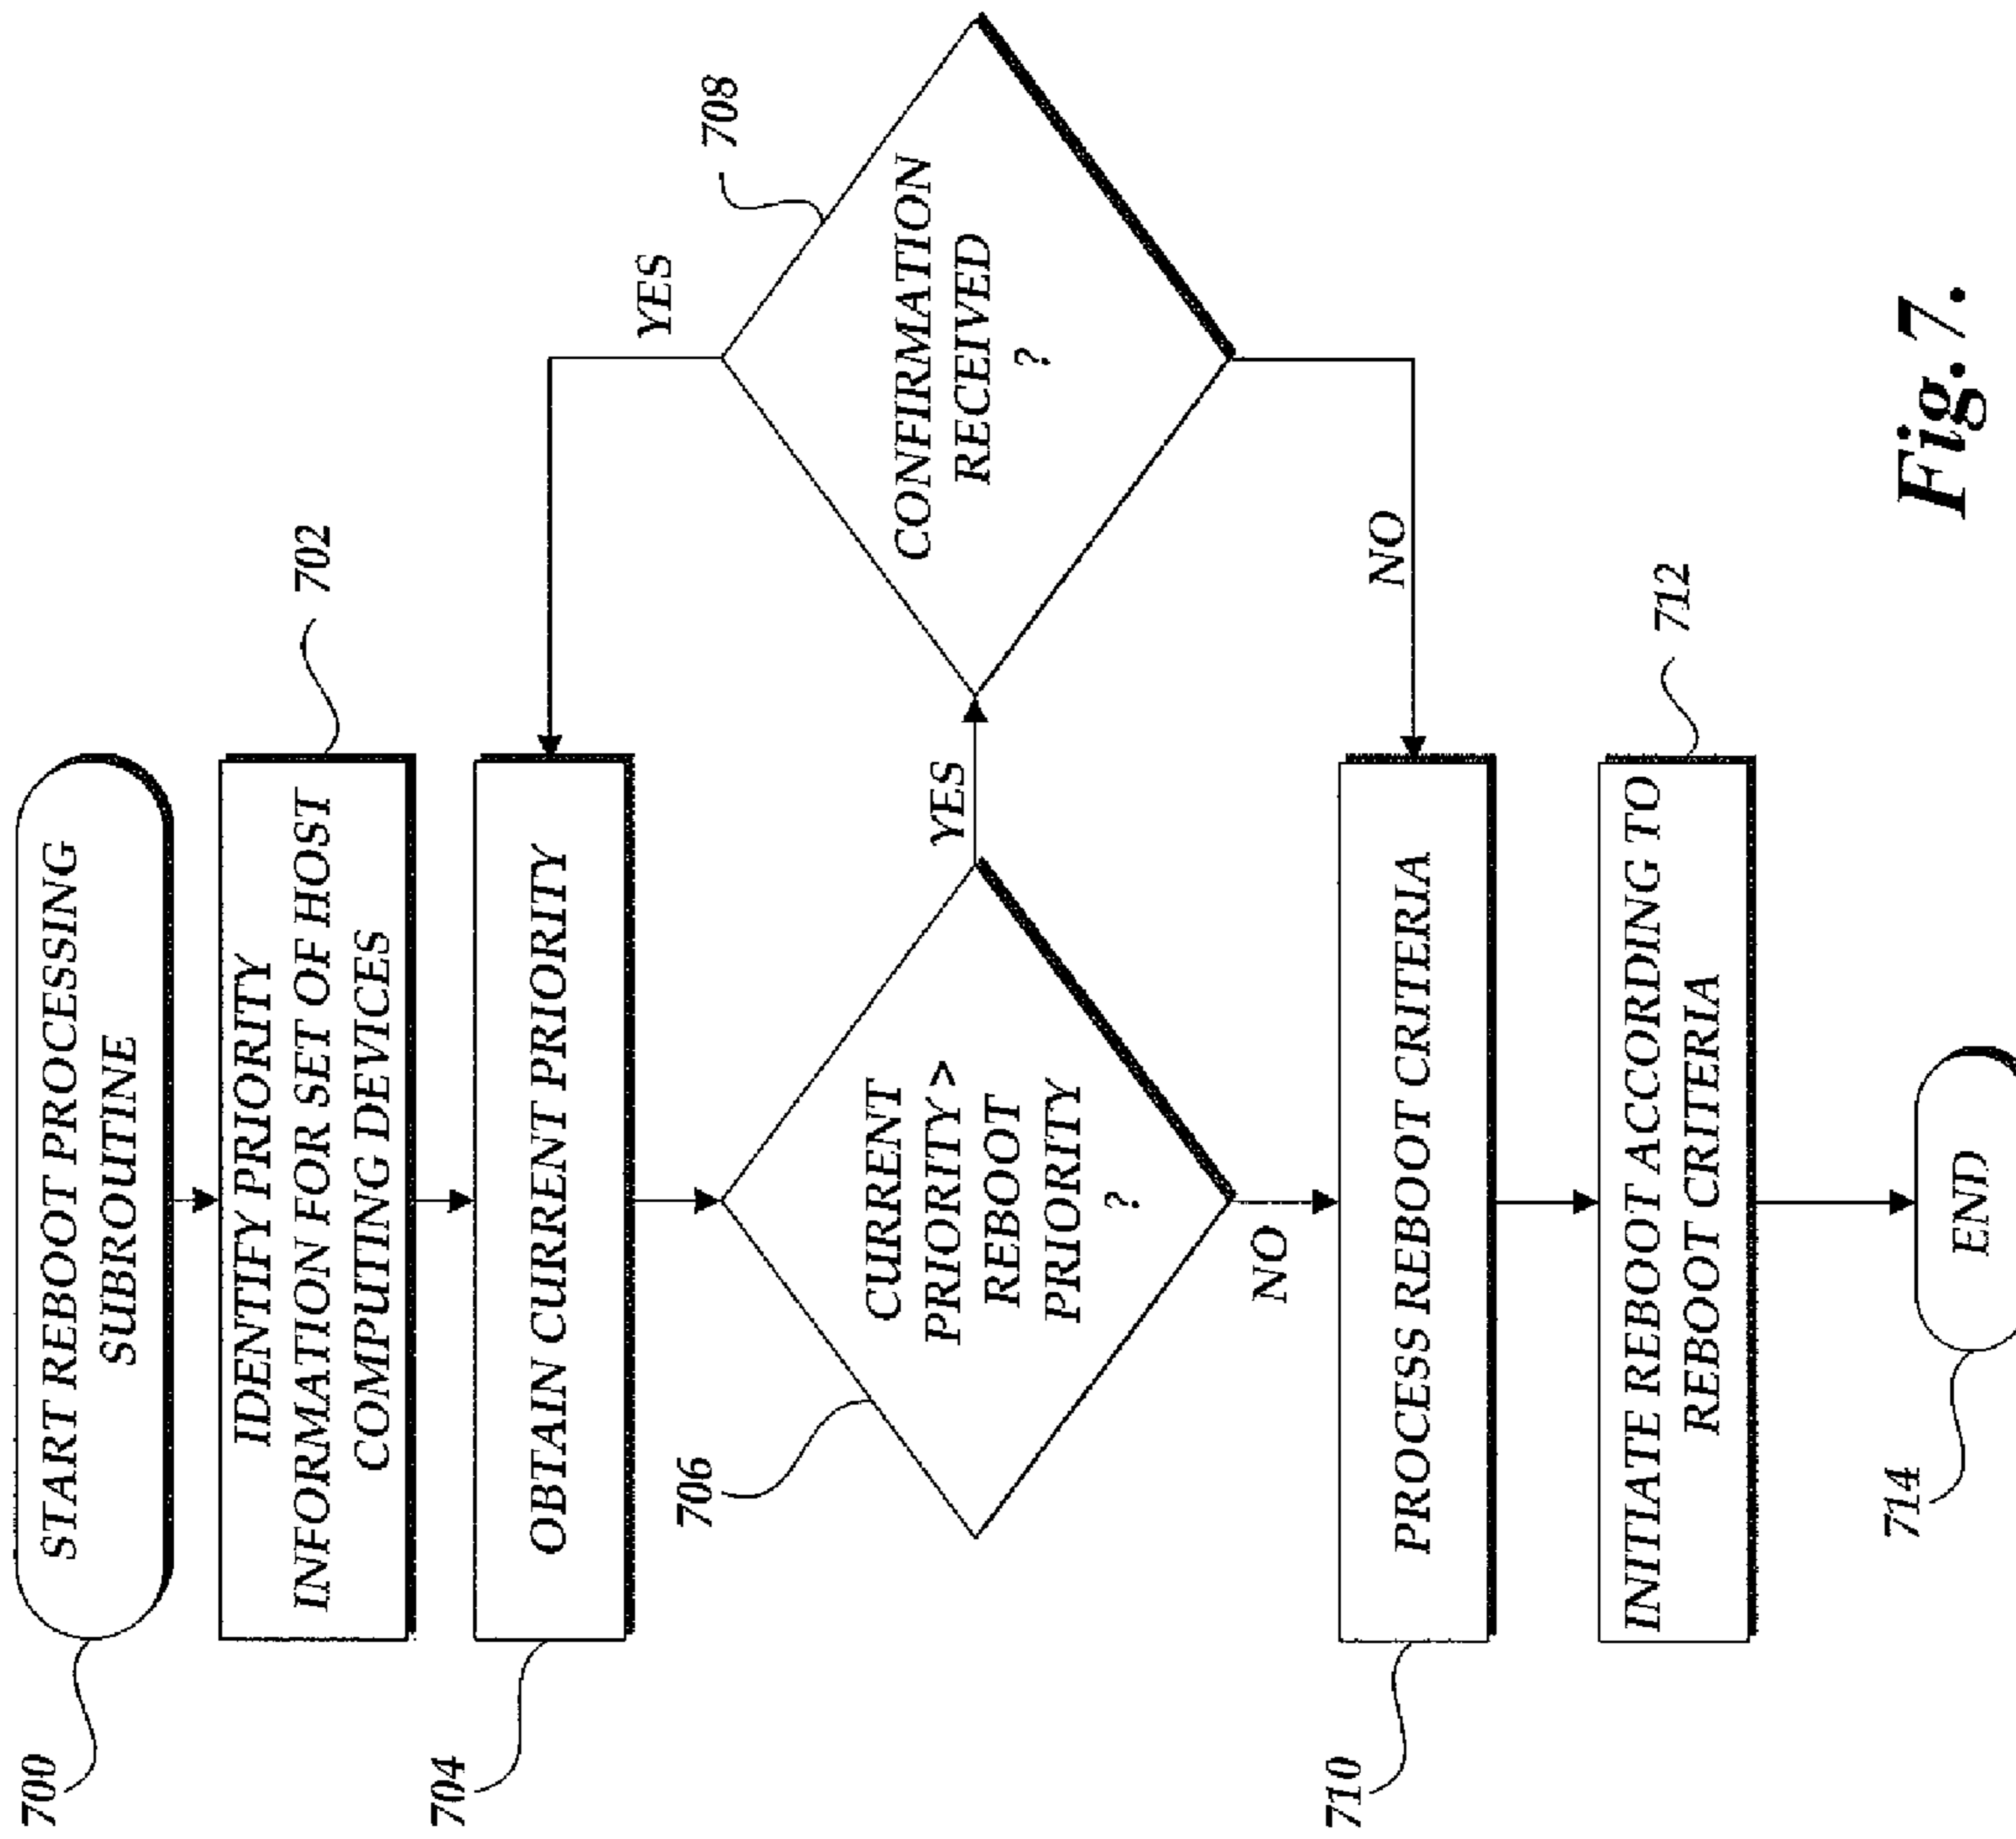 700
START REBOOT PROCESSING
SUBROUTINE
IDENTIFY PRIORITY
INFORMATION FOR SET OF HOST
COMPUTING DEVICES
702
704
OBTAIN CURRENT PRIORITY
706
CURRENT
PRIORITY >
REBOOT
PRIORITY
?
YES
NO
708
CONFIRMATION
RECEIVED
?
YES
NO
710
PROCESS REBOOT CRITERIA
INITIATE REBOOT ACCORDING TO
REBOOT CRITERIA
712
714
END
Fig.7.